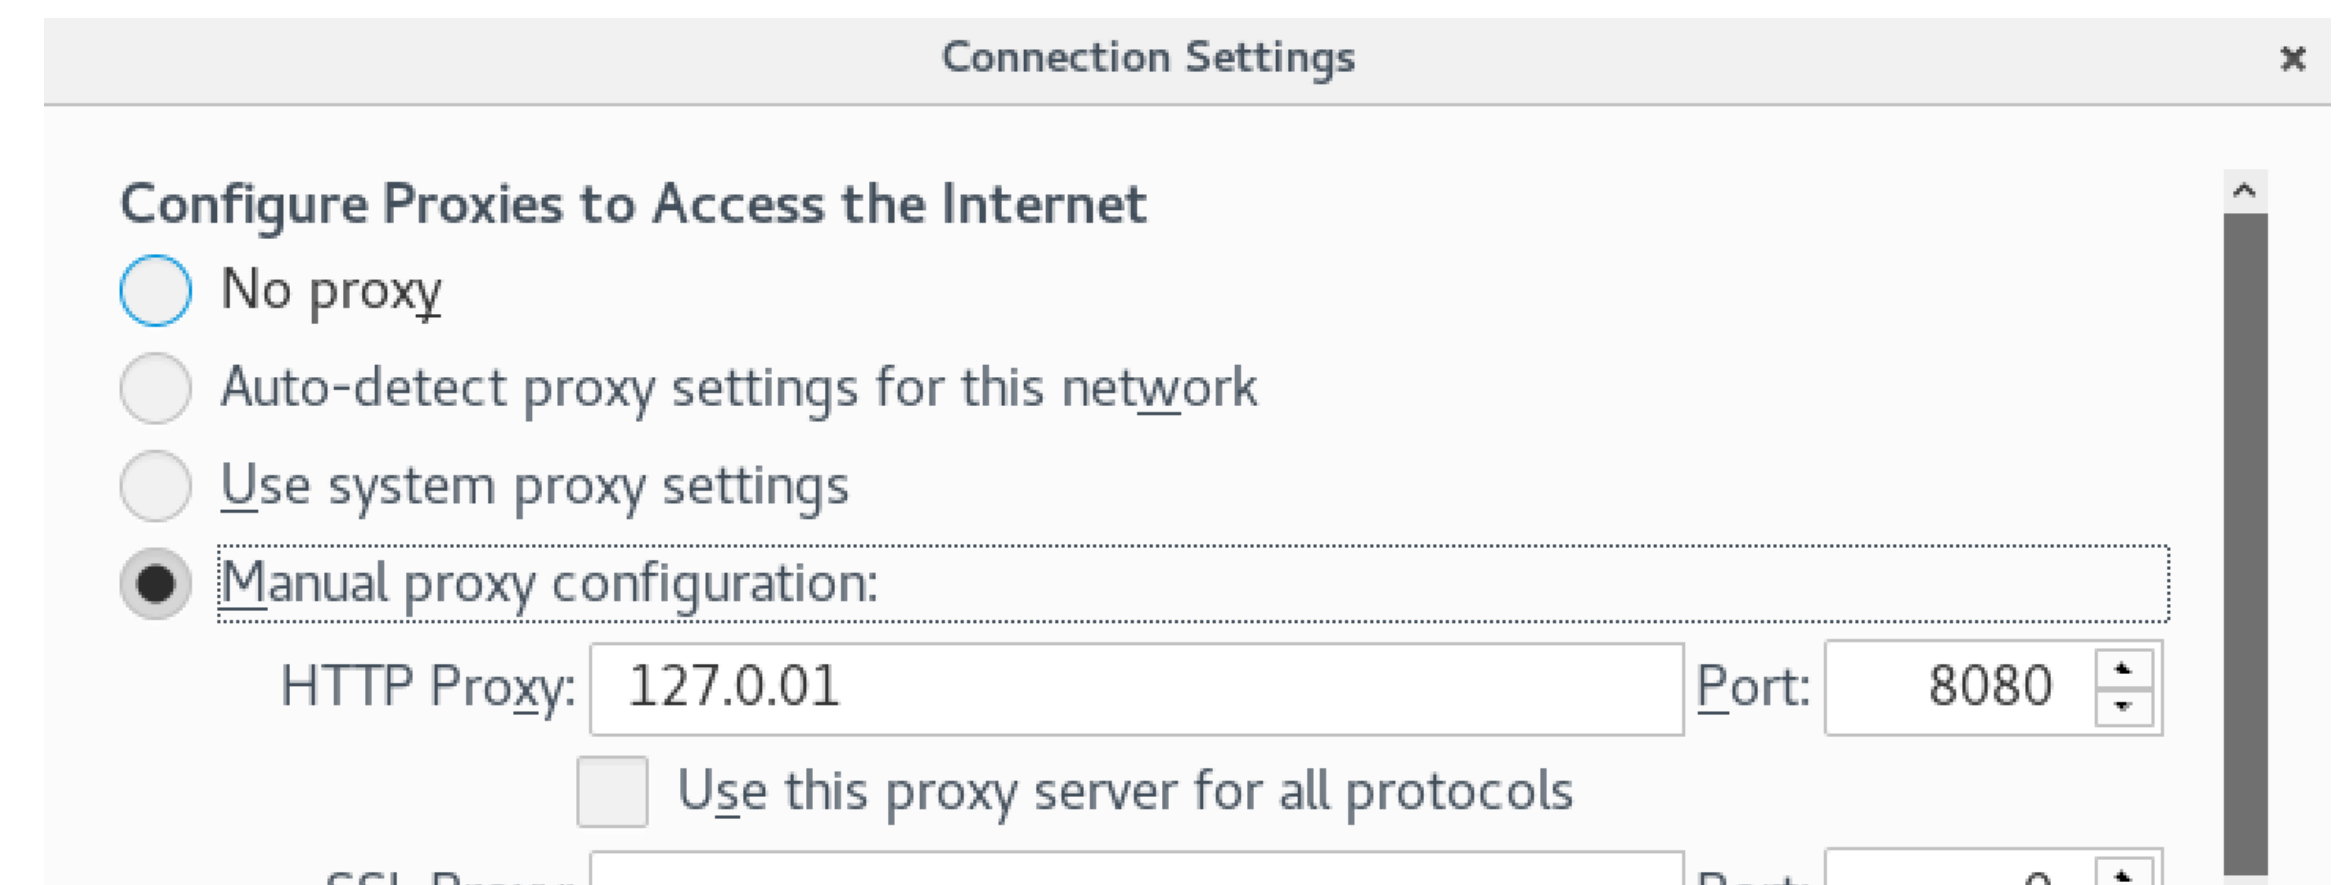 Connection Settings
Configure Proxies to Access the Internet
No proxy
Auto-detect proxy settings for this network
Use system proxy settings
Manual proxy configuration:
HTTP Proxy: 127.0.01 Port: 8080
Use this proxy server for all protocols